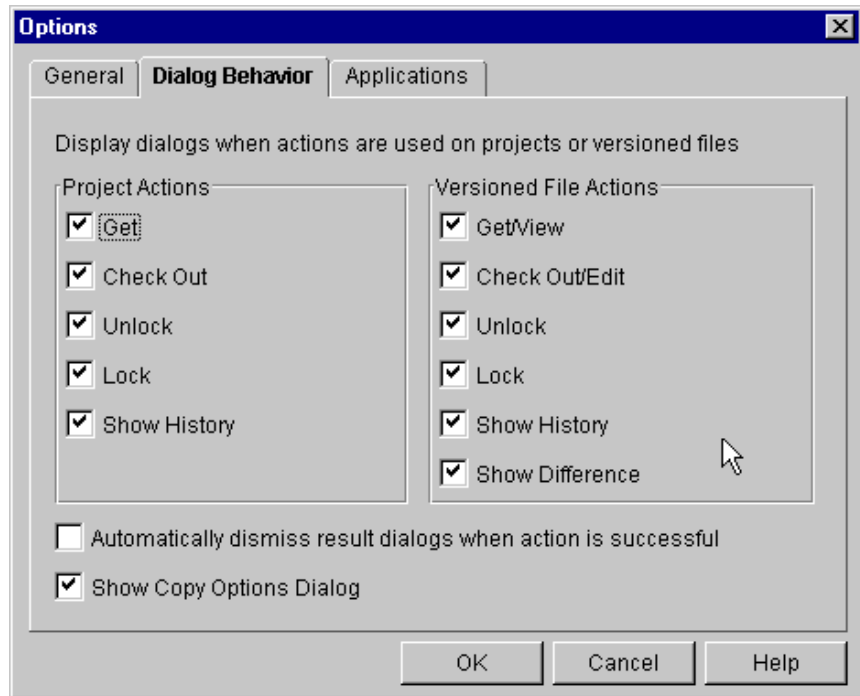 Options
General
Dialog Behavior
Applications
Display dialogs when actions are used on projects or versioned files
Project Actions
Get
Check Out
Unlock
Lock
Show History
Versioned File Actions
Get/View
Check Out/Edit
Unlock
Lock
Show History
Show Difference
Automatically dismiss result dialogs when action is successful
Show Copy Options Dialog
OK
Cancel
Help